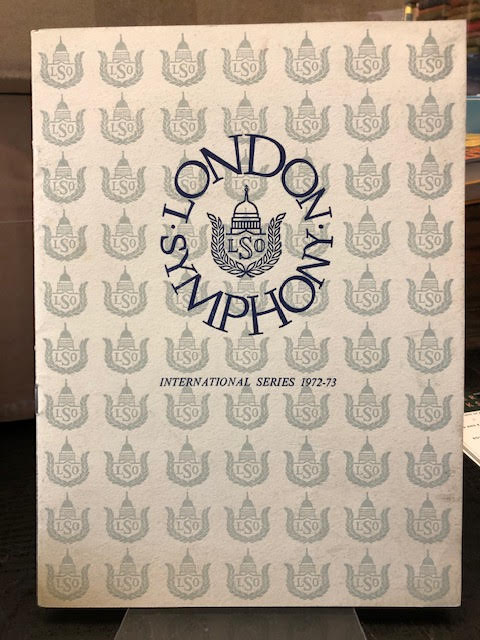 LONDON ·
SYMPHONY ·
LSO
INTERNATIONAL SERIES 1972-73